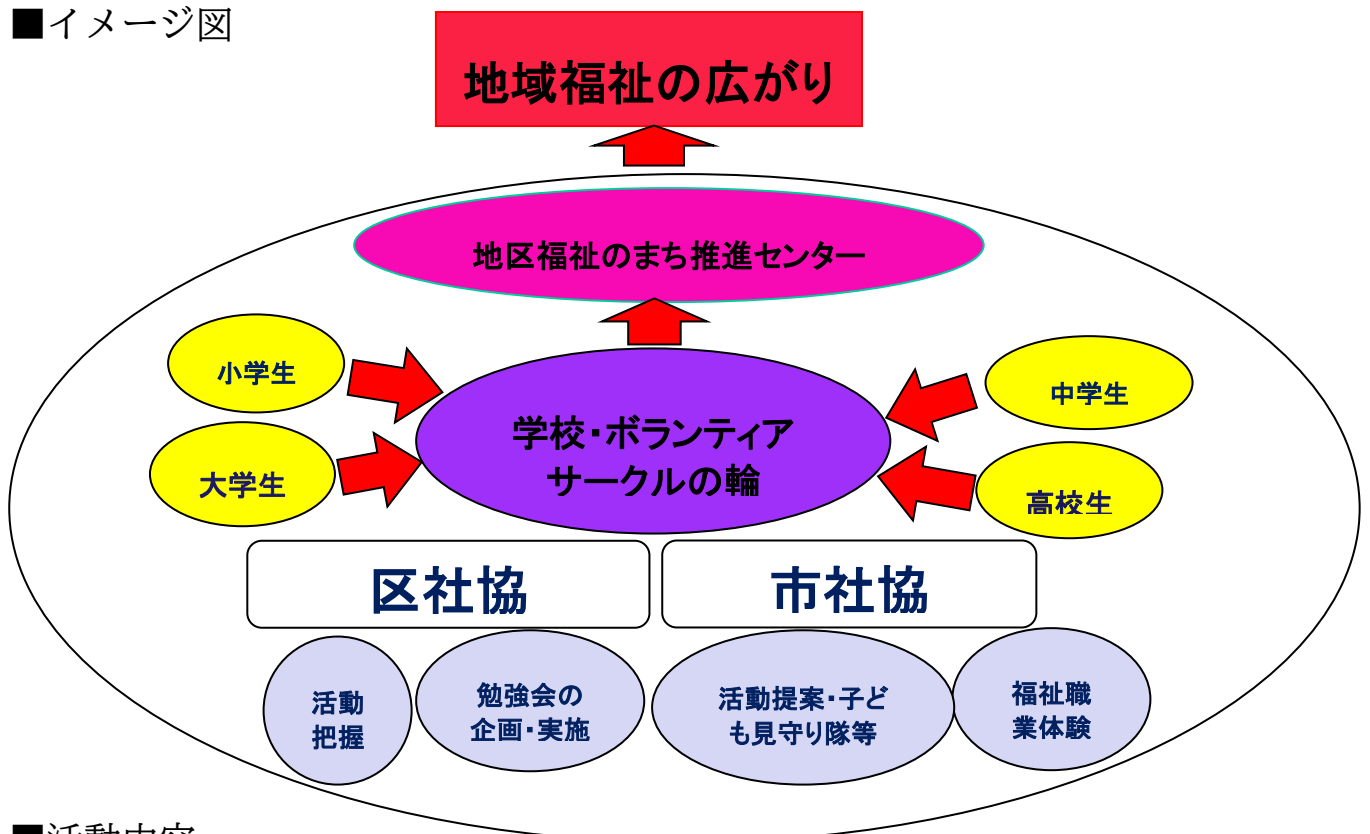 ■イメージ図
地域福祉の広がり
地区福祉のまち推進センター
小学生
中学生
学校・ボランティア
サークルの輪
大学生
高校生
区社協
市社協
活動
把握
勉強会の
企画・実施
活動提案・子ど
も見守り隊等
福祉職
業体験
■活動内容